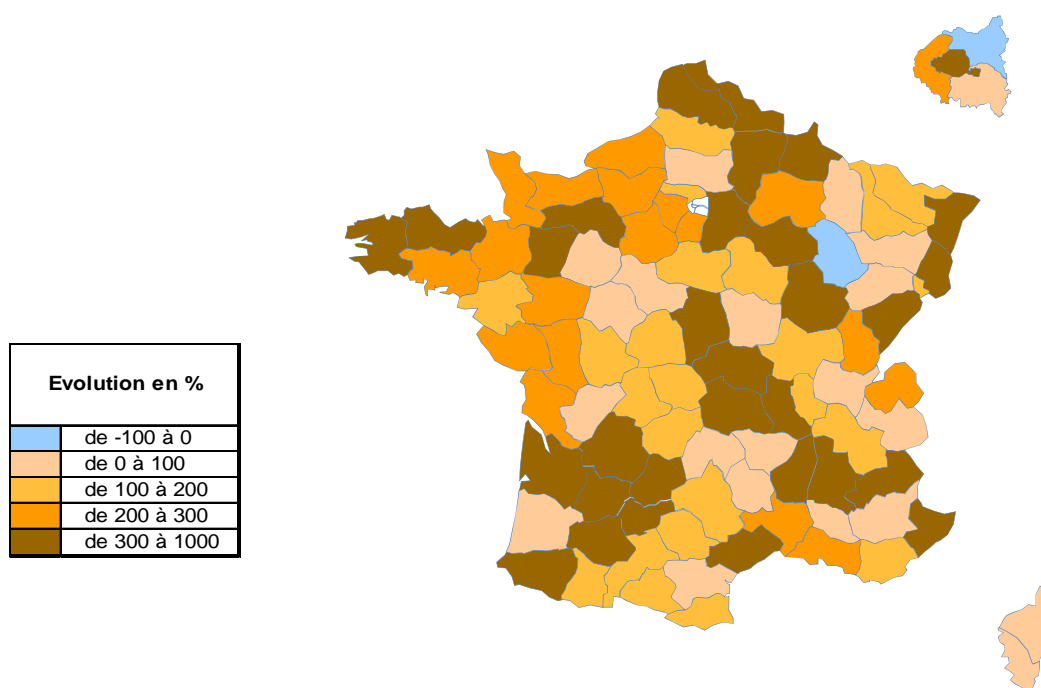 Evolution en %
de -100 à 0
de 0 à 100
de 100 à 200
de 200 à 300
de 300 à 1000